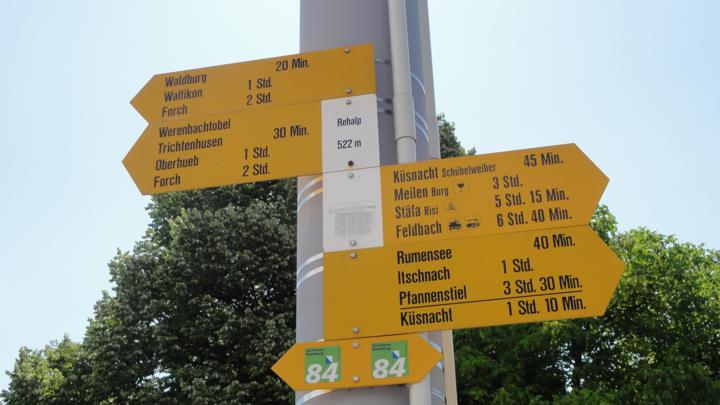 Waldburg 20 Min.
Waltikon 1 Std.
Forch 2 Std.
Werenbachtobel 30 Min.
Trichtenhusen
Oberhueb 1 Std.
Forch 2 Std.
Rehalp
522 m
panoramaweg
Küsnacht Schübelweiher 45 Min.
Meilen Burg 3 Std.
Stäfa Risi 5 Std. 15 Min.
Feldbach 6 Std. 40 Min.
Rumensee 40 Min.
Itschnach 1 Std.
Pfannenstiel 3 Std. 30 Min.
Küsnacht 1 Std. 10 Min.
84
84